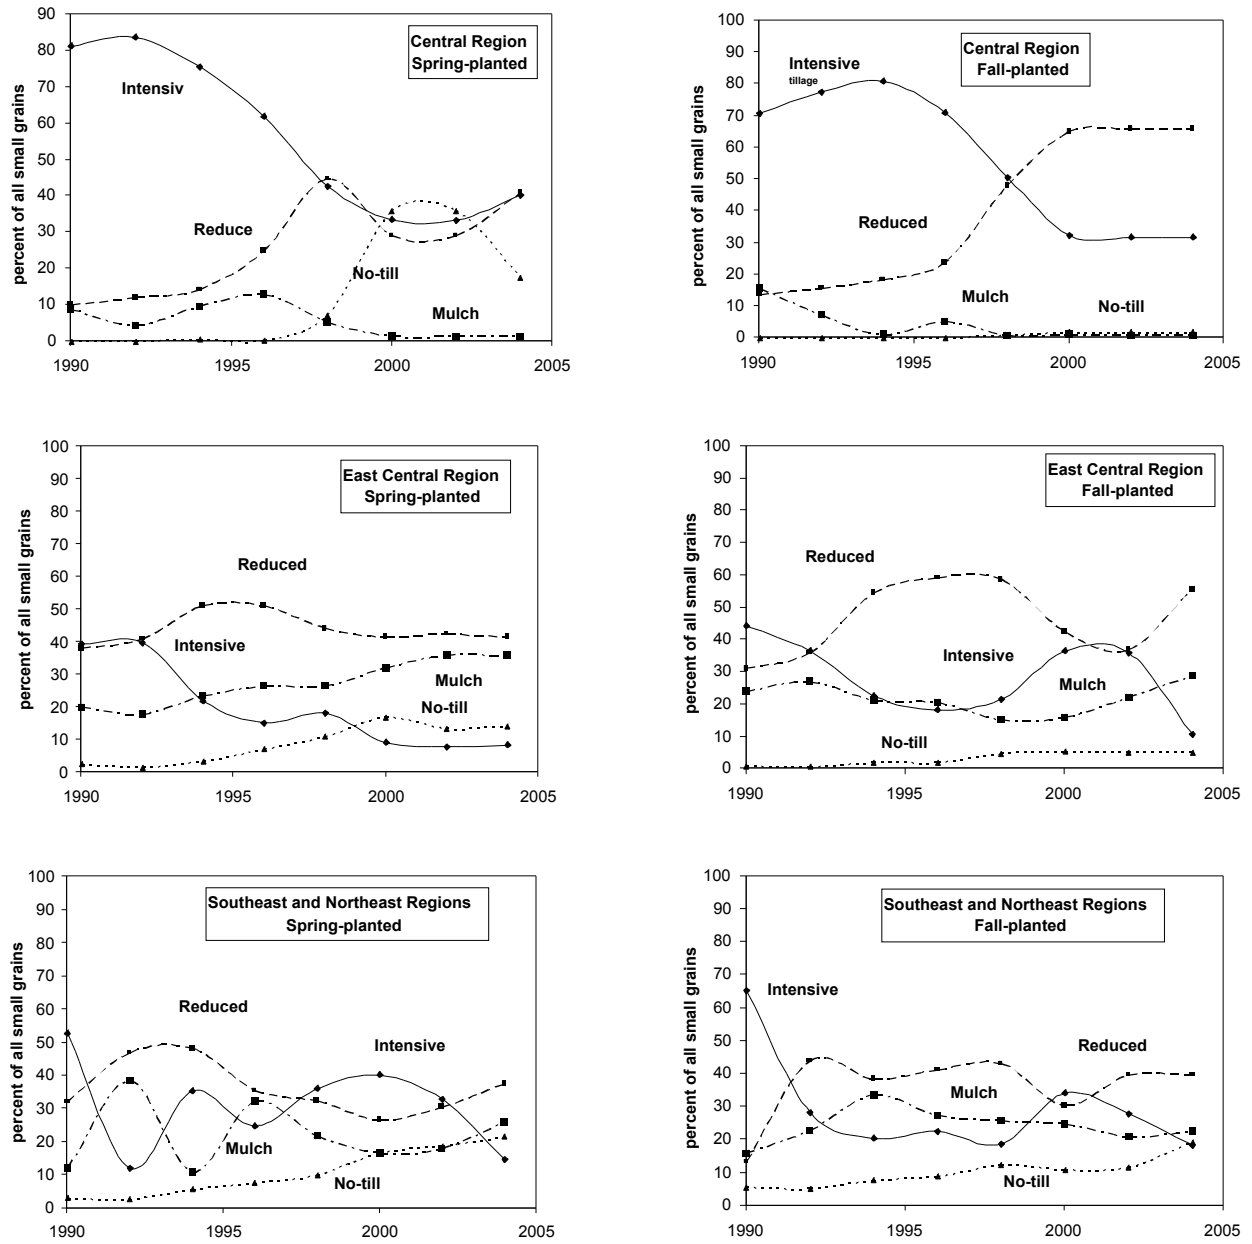 percent of all small grains
90
80
70
60
50
40
30
20
10
0
1990
1995
2000
2005
Central Region
Spring-planted
Intensiv
Reduce
No-till
Mulch
percent of all small grains
100
90
80
70
60
50
40
30
20
10
0
1990
1995
2000
2005
Central Region
Fall-planted
Intensive
tillage
Reduced
Mulch
No-till
percent of all small grains
100
90
80
70
60
50
40
30
20
10
0
1990
1995
2000
2005
East Central Region
Spring-planted
Reduced
Intensive
Mulch
No-till
percent of all small grains
100
90
80
70
60
50
40
30
20
10
0
1990
1995
2000
2005
East Central Region
Fall-planted
Reduced
Intensive
Mulch
No-till
percent of all small grains
100
90
80
70
60
50
40
30
20
10
0
1990
1995
2000
2005
Southeast and Northeast Regions
Spring-planted
Reduced
Intensive
Mulch
No-till
percent of all small grains
100
90
80
70
60
50
40
30
20
10
0
1990
1995
2000
2005
Southeast and Northeast Regions
Fall-planted
Intensive
Reduced
Mulch
No-till